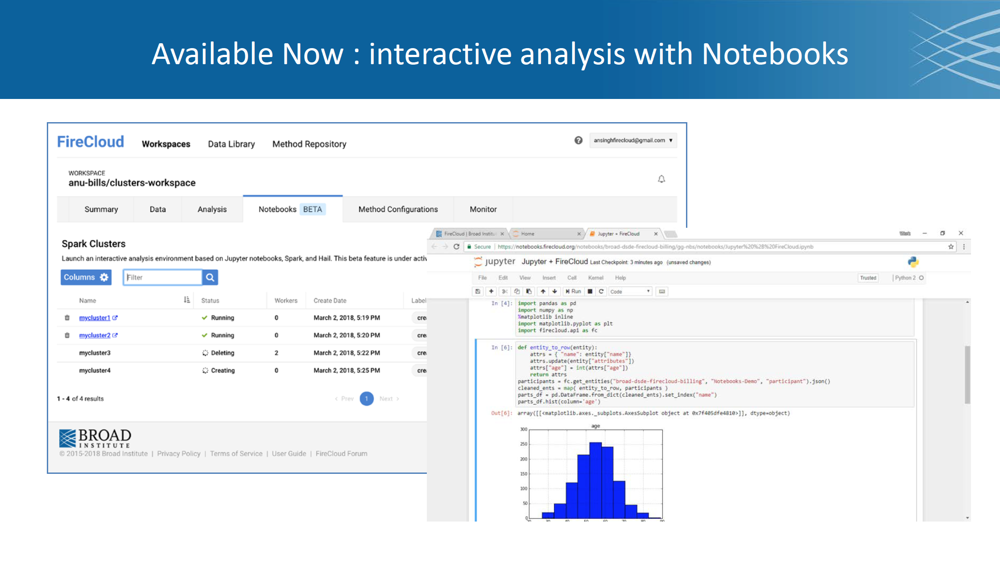 Available Now : interactive analysis with Notebooks
FireCloud Workspaces Data Library Method Repository
? ansinghfirecloud@gmail.com
WORKSPACE
anu-bills/clusters-workspace
Summary Data Analysis Notebooks BETA Method Configurations Monitor
Spark Clusters
Launch an interactive analysis environment based on Jupyter notebooks, Spark, and Hail. This beta feature is under activ
Columns Filter
Name Status Workers Create Date Label
mycluster1 Running 0 March 2, 2018, 5:19 PM crea
mycluster2 Running 0 March 2, 2018, 5:20 PM crea
mycluster3 Deleting 2 March 2, 2018, 5:22 PM crea
mycluster4 Creating 0 March 2, 2018, 5:25 PM crea
1 - 4 of 4 results Prev 1 Next
BROAD
INSTITUTE
© 2015-2018 Broad Institute | Privacy Policy | Terms of Service | User Guide | FireCloud Forum
FireCloud | Broad Institu Home Jupyter + FireCloud
Secure | https://notebooks.firecloud.org/notebooks/broad-dsde-firecloud-billing/gg-nbs/notebooks/Jupyter%20%2B%20FireCloud.ipynb
jupyter Jupyter + FireCloud Last Checkpoint: 3 minutes ago (unsaved changes)
File Edit View Insert Cell Kernel Help Trusted | Python 2
Run Code
In [4]: import pandas as pd
import numpy as np
%matplotlib inline
import matplotlib.pyplot as plt
import firecloud.api as fc
In [6]: def entity_to_row(entity):
attrs = { "name": entity["name"]}
attrs.update(entity["attributes"])
attrs["age"] = int(attrs["age"])
return attrs
participants = fc.get_entities("broad-dsde-firecloud-billing", "Notebooks-Demo", "participant").json()
cleaned_ents = map( entity_to_row, participants )
parts_df = pd.DataFrame.from_dict(cleaned_ents).set_index("name")
parts_df.hist(column='age')
Out[6]: array([[<matplotlib.axes._subplots.AxesSubplot object at 0x7f405dfe4810>]], dtype=object)
age
300
250
200
150
100
50
0